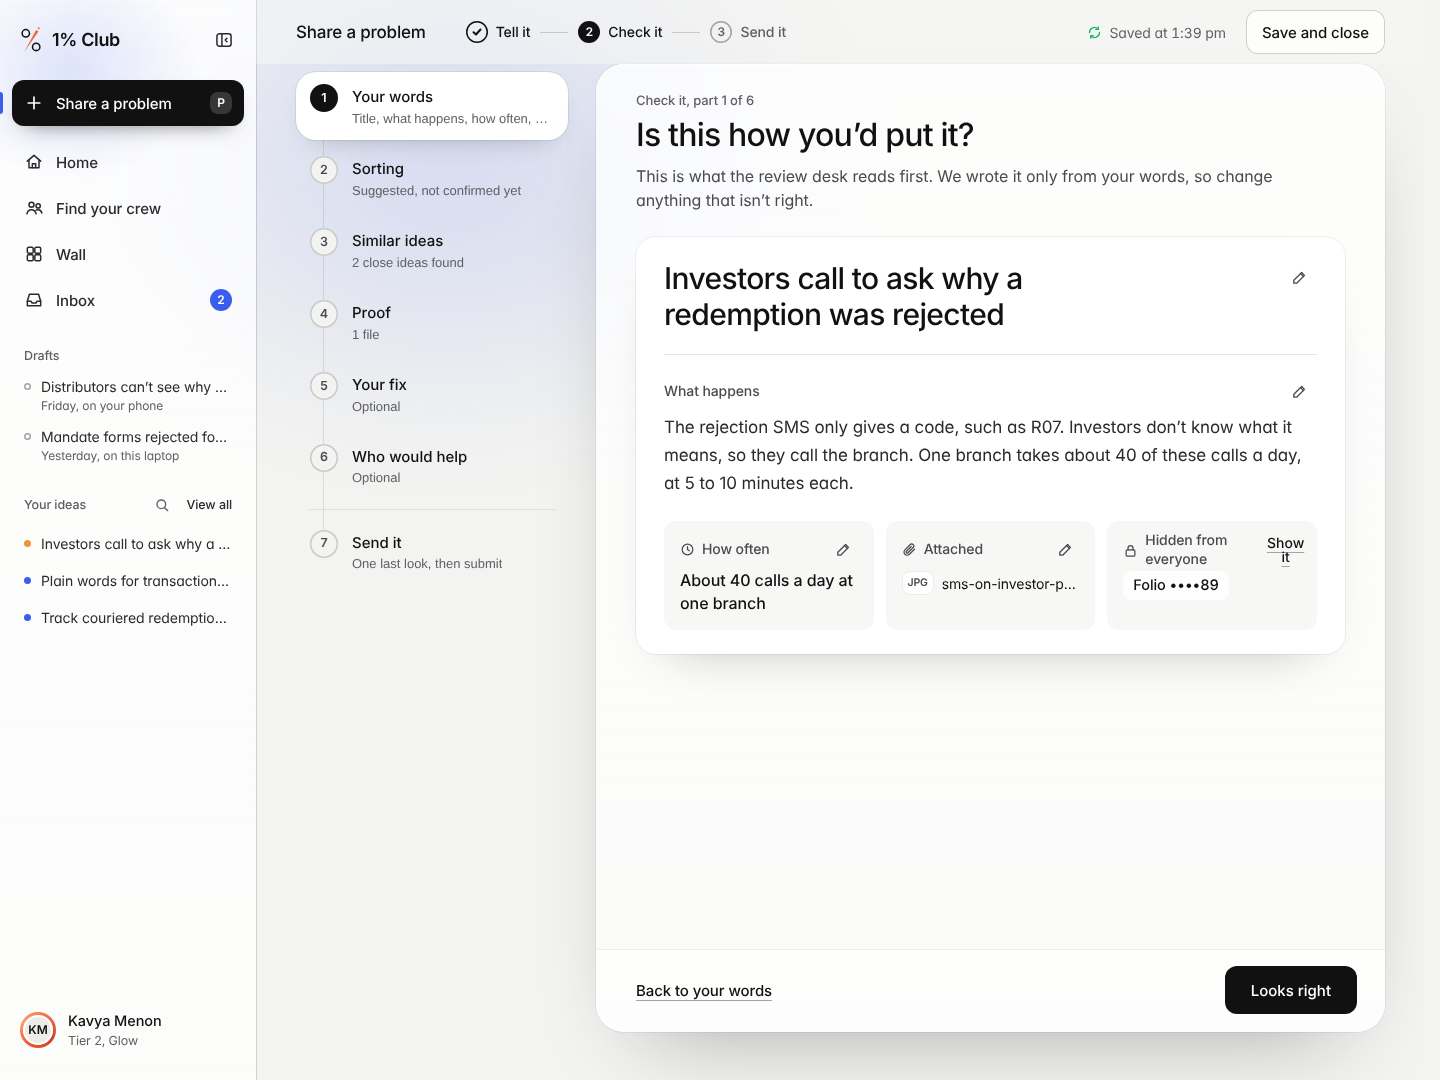 1% Club
Share a problem P
Home
Find your crew
Wall
Inbox 2
Drafts
Distributors can’t see why ...
Friday, on your phone
Mandate forms rejected fo...
Yesterday, on this laptop
Your ideas View all
Investors call to ask why a ...
Plain words for transaction...
Track couriered redemptio...
KM
Kavya Menon
Tier 2, Glow
Share a problem
Tell it
2 Check it
3 Send it
Saved at 1:39 pm
Save and close
1 Your words
Title, what happens, how often, ...
2 Sorting
Suggested, not confirmed yet
3 Similar ideas
2 close ideas found
4 Proof
1 file
5 Your fix
Optional
6 Who would help
Optional
7 Send it
One last look, then submit
Check it, part 1 of 6
Is this how you’d put it?
This is what the review desk reads first. We wrote it only from your words, so change
anything that isn’t right.
Investors call to ask why a
redemption was rejected
What happens
The rejection SMS only gives a code, such as R07. Investors don’t know what it
means, so they call the branch. One branch takes about 40 of these calls a day,
at 5 to 10 minutes each.
How often
About 40 calls a day at
one branch
Attached
JPG sms-on-investor-p...
Hidden from
everyone
Show
it
Folio ••••89
Back to your words
Looks right